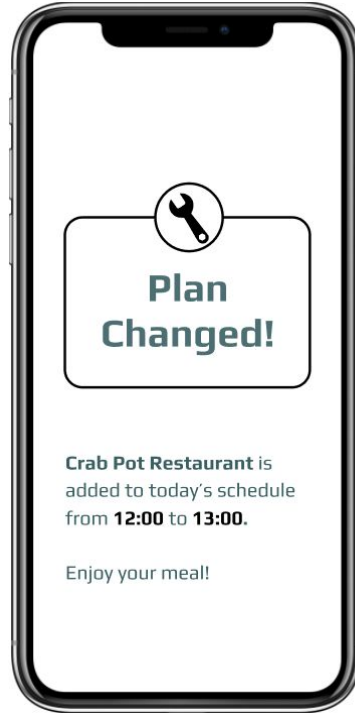 Plan
Changed!
Crab Pot Restaurant is
added to today's schedule
from 12:00 to 13:00.
Enjoy your meal!